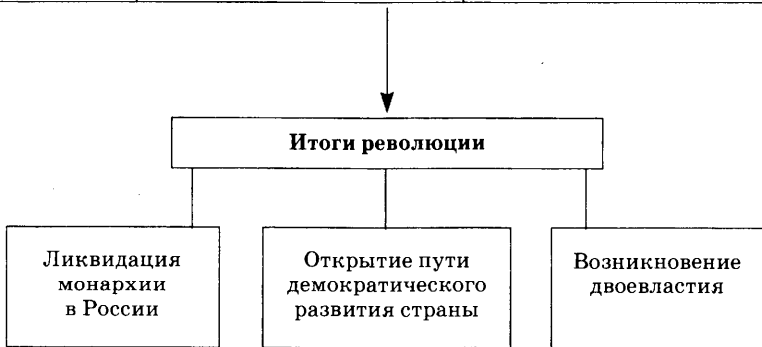 Итоги революции
Ликвидация
монархии
в России
Открытие пути
демократического
развития страны
Возникновение
двоевластия